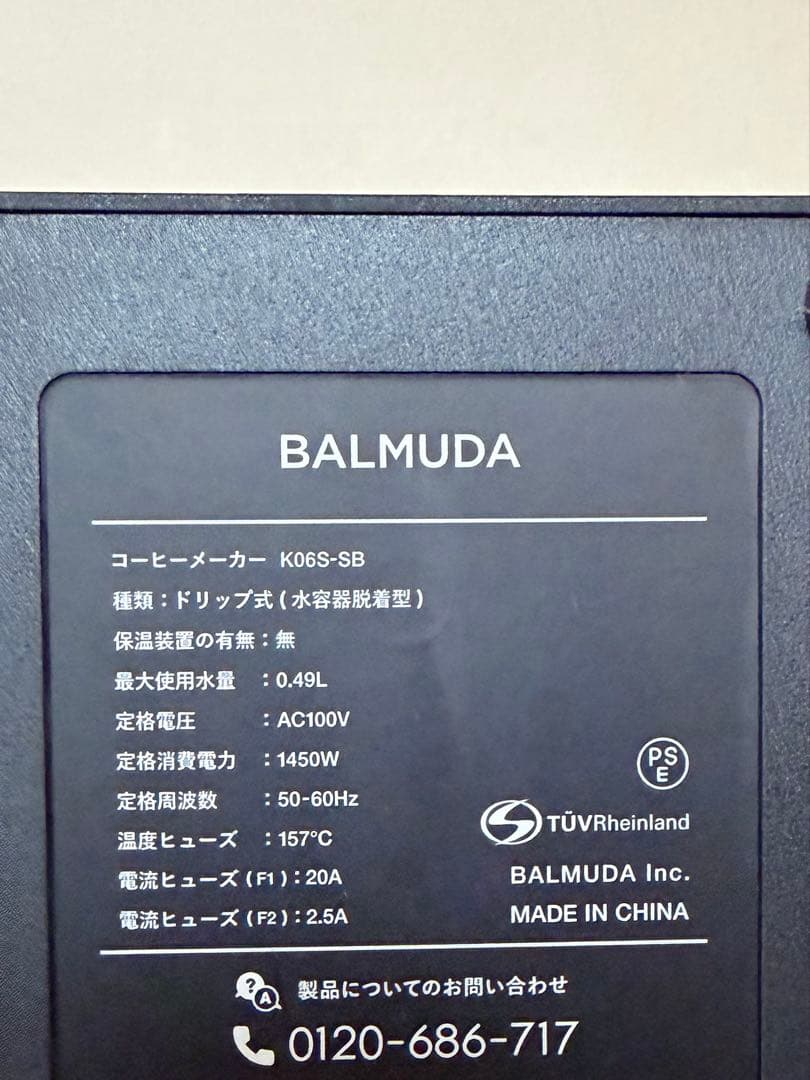 BALMUDA
コーヒーメーカー K06S-SB
種類：ドリップ式 ( 水容器脱着型 )
保温装置の有無：無
最大使用水量 ：0.49L
定格電圧 ：AC100V
定格消費電力 ：1450W
定格周波数 ：50-60Hz
温度ヒューズ ：157℃
電流ヒューズ ( F1 )：20A
電流ヒューズ ( F2 )：2.5A
PS
E
TÜVRheinland
BALMUDA Inc.
MADE IN CHINA
? A 製品についてのお問い合わせ
0120-686-717